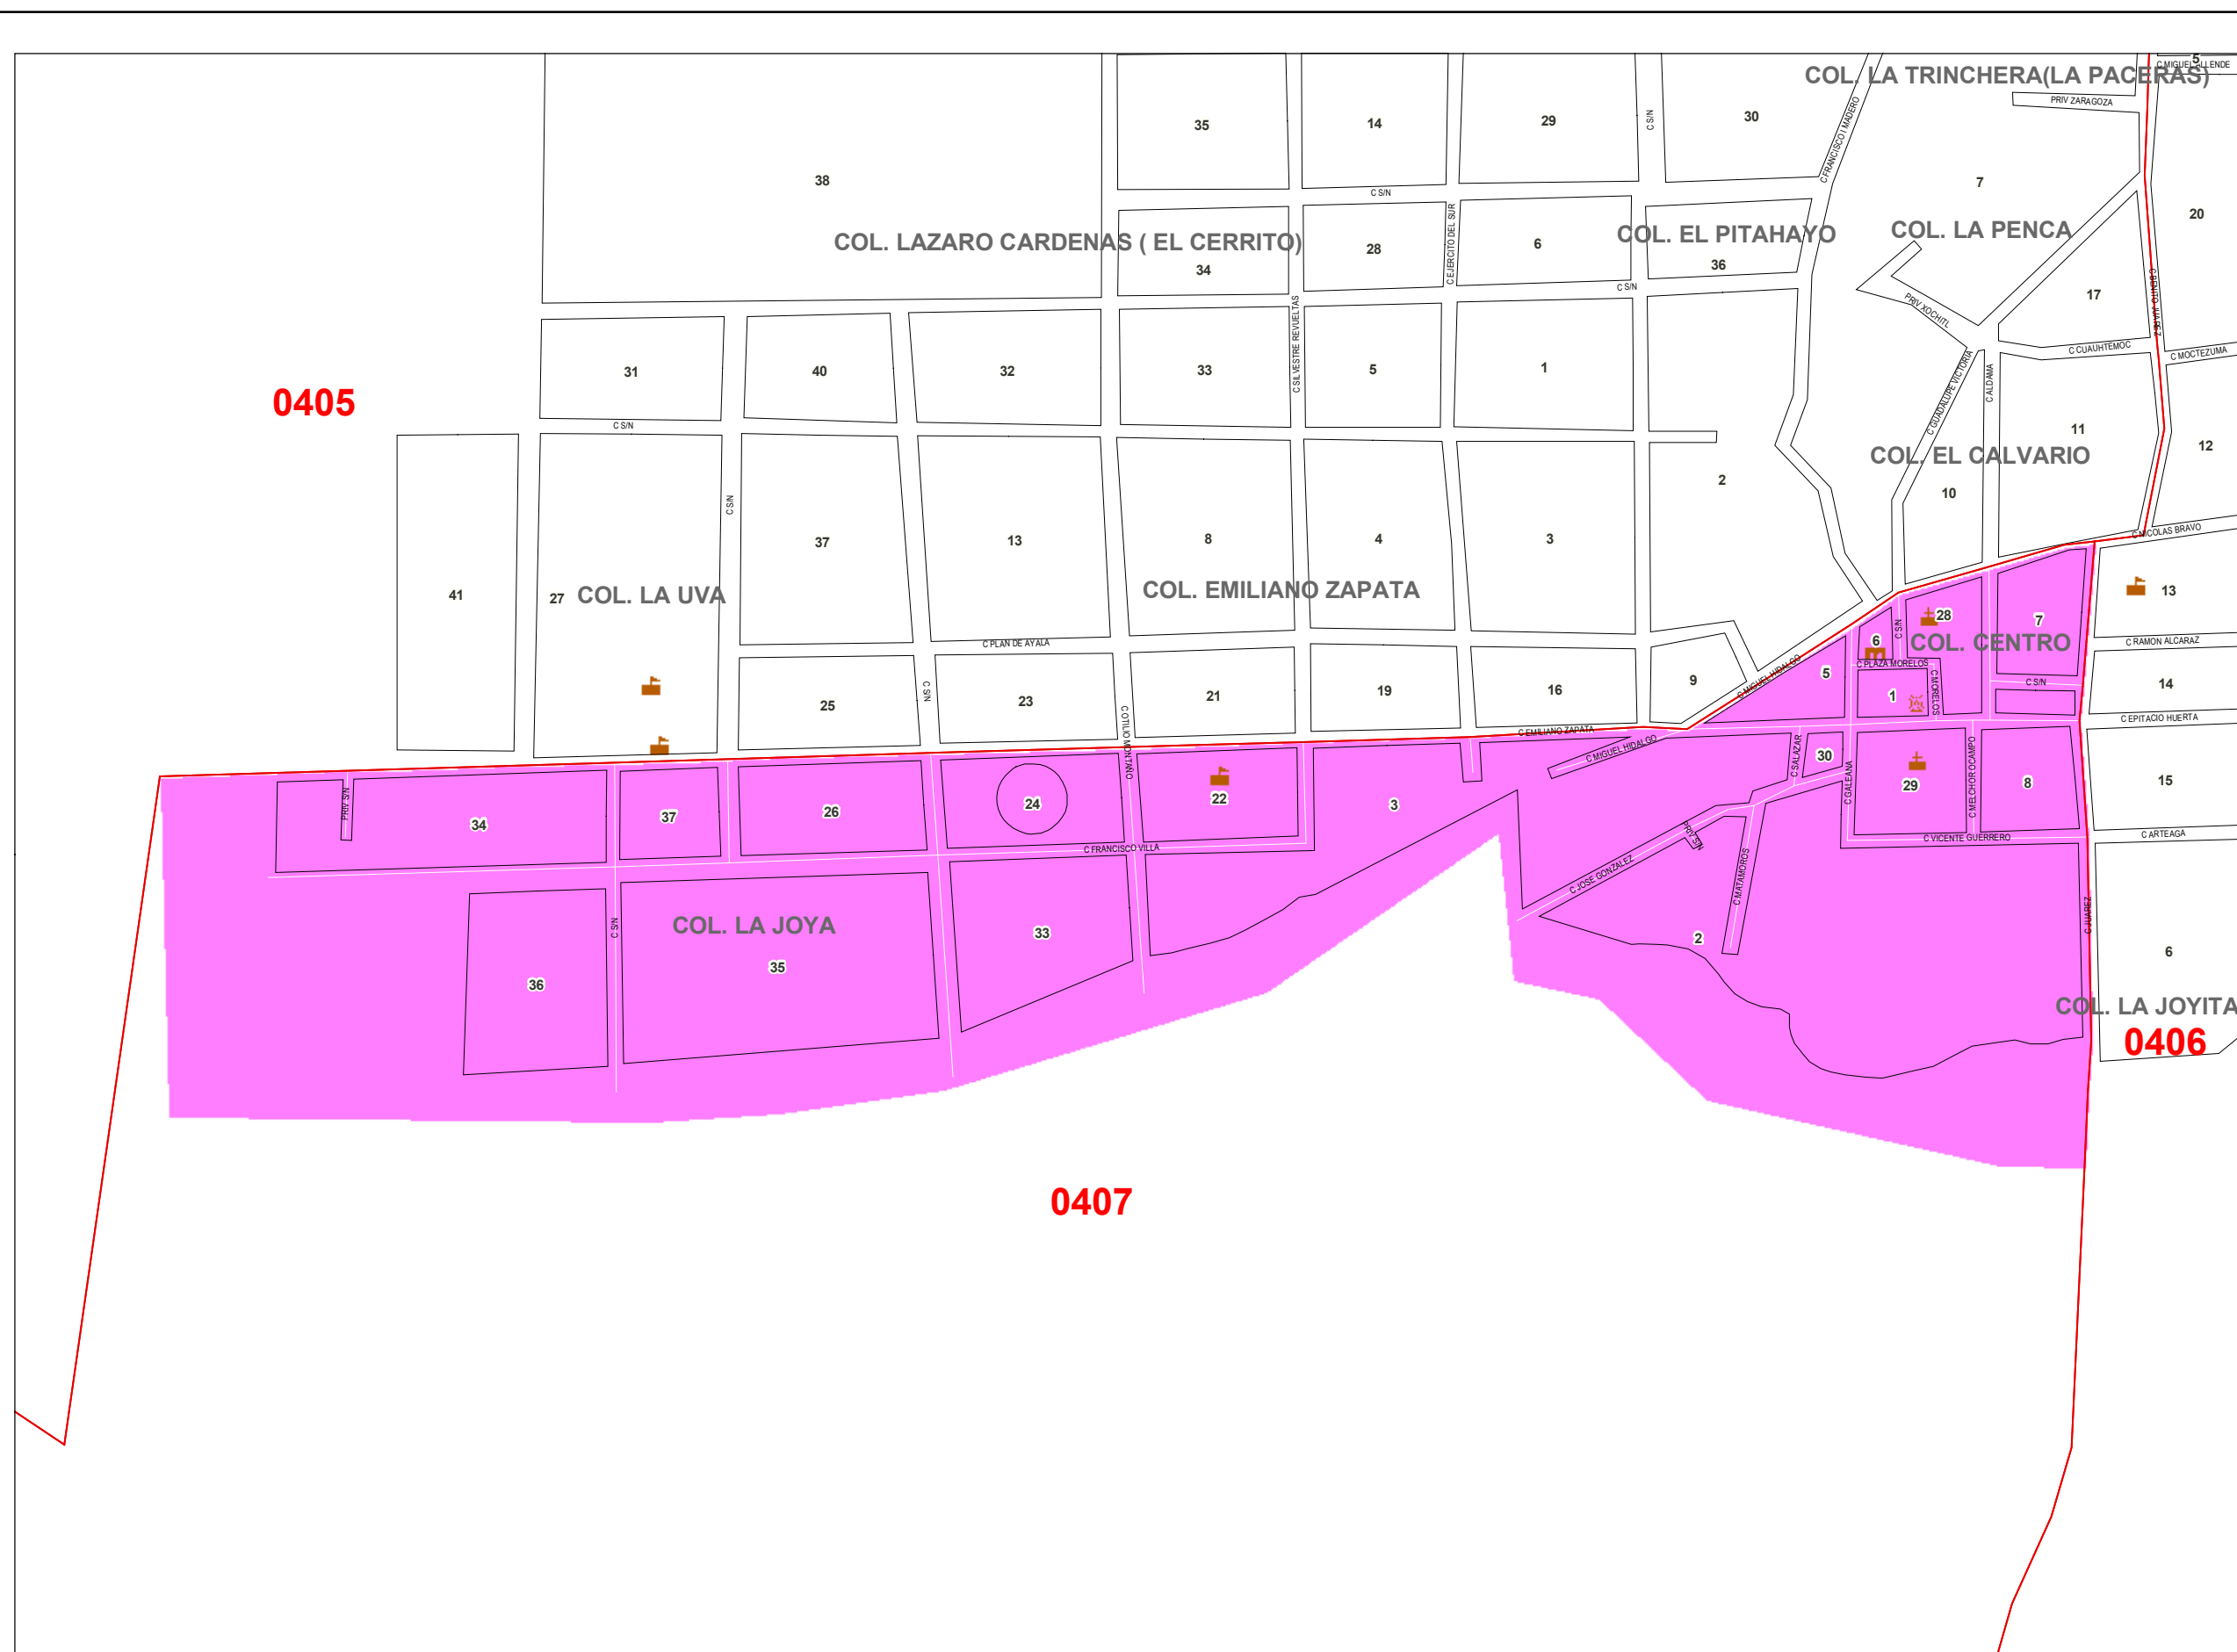 5
C MIGUEL ALLENDE
COL. LA TRINCHERA(LA PACERAS)
PRIV ZARAGOZA
35
14
29
C S/N
30
C FRANCISCO I MADERO
38
7
C S/N
20
COL. LAZARO CARDENAS ( EL CERRITO)
34
28
C EJERCITO DEL SUR
6
COL. EL PITAHAYO
36
COL. LA PENCA
C S/N
17
PRIV XOCHITL
C BENITO JUAREZ
C SILVESTRE REVUELTAS
C CUAUHTEMOC
C MOCTEZUMA
31
40
32
33
5
1
C GUADALUPE VICTORIA
C ALDAMA
0405
C S/N
11
12
COL. EL CALVARIO
10
C S/N
2
37
13
8
4
3
C NICOLAS BRAVO
41
27
COL. LA UVA
COL. EMILIANO ZAPATA
13
28
7
C S/N
6
COL. CENTRO
C RAMON ALCARAZ
C PLAN DE AYALA
C PLAZA MORELOS
C MIGUEL HIDALGO
5
9
C S/N
14
25
C S/N
23
21
19
16
1
C MORELOS
C EPITACIO HUERTA
C OTILIO MONTAÑO
C EMILIANO ZAPATA
C MIGUEL HIDALGO
C SALAZAR
30
C GALEANA
29
C MELCHOR OCAMPO
8
15
PRIV S/N
34
37
26
24
22
3
C FRANCISCO VILLA
PRIV S/N
C VICENTE GUERRERO
C ARTEAGA
C JOSE GONZALEZ
C MATAMOROS
C JUAREZ
C S/N
COL. LA JOYA
33
2
6
35
36
COL. LA JOYITA
0406
0407